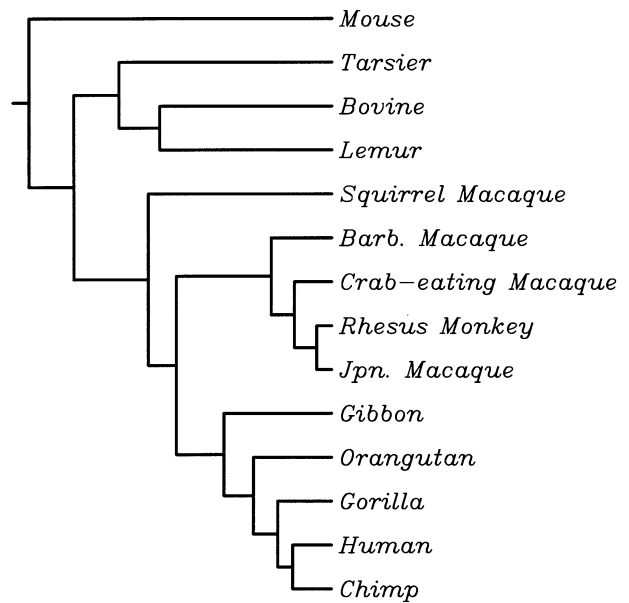 Mouse
Tarsier
Bovine
Lemur
Squirrel Macaque
Barb. Macaque
Crab-eating Macaque
Rhesus Monkey
Jpn. Macaque
Gibbon
Orangutan
Gorilla
Human
Chimp